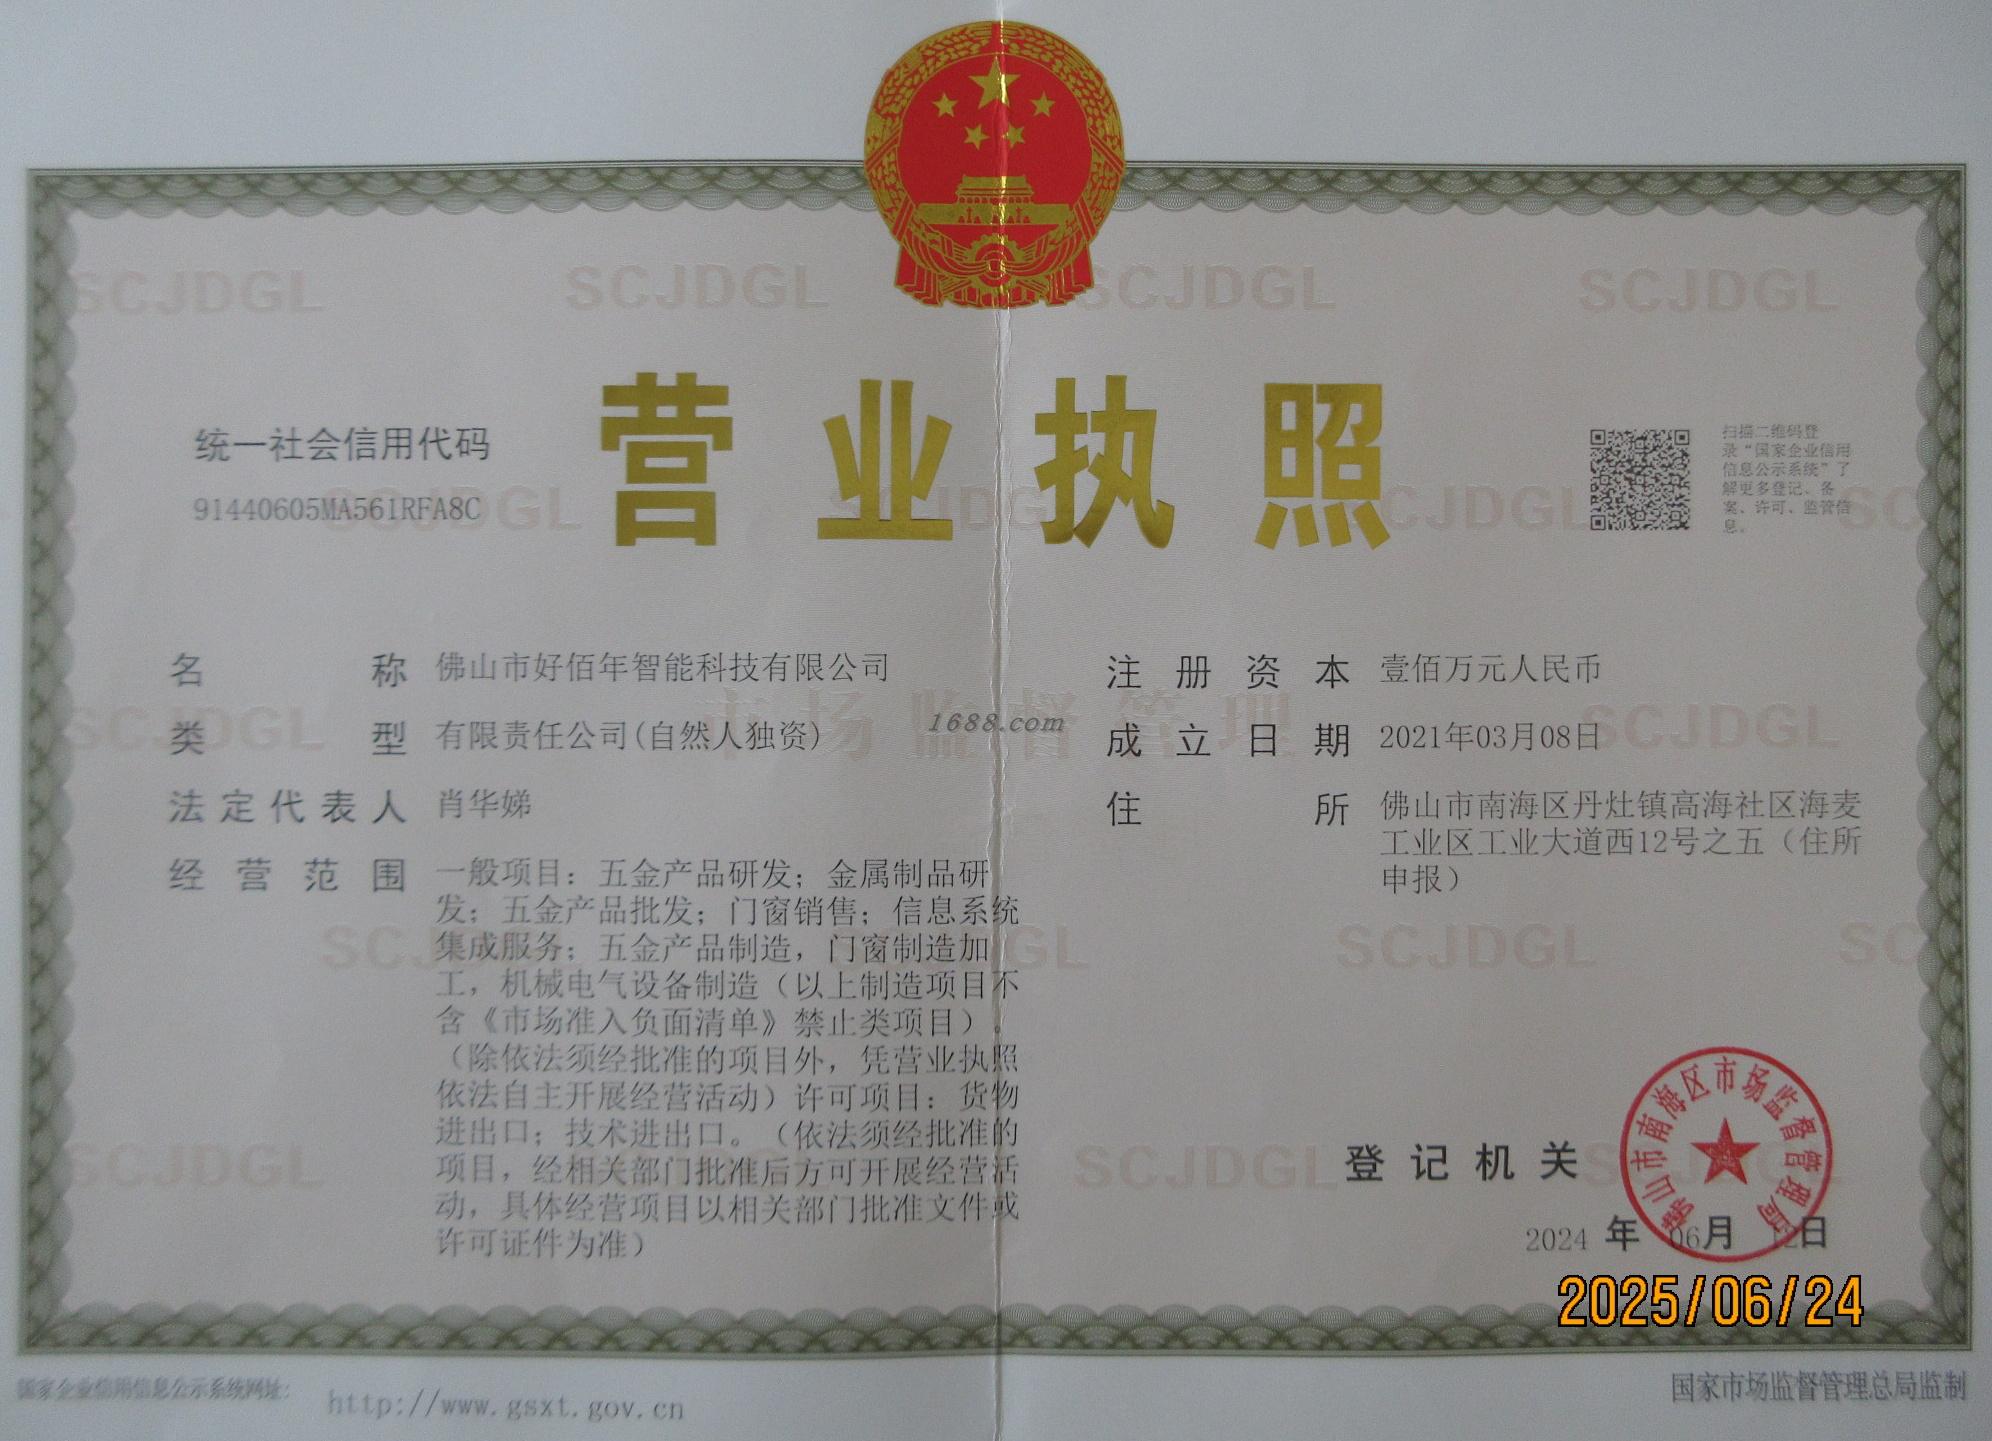 营业执照
统一社会信用代码
91440605MA561RFA8C
扫描二维码登
录“国家企业信用
信息公示系统”了
解更多登记、备
案、许可、监管信
息。
名称 佛山市好佰年智能科技有限公司
类型 有限责任公司(自然人独资)
法定代表人 肖华娣
经营范围 一般项目：五金产品研发；金属制品研
发；五金产品批发；门窗销售；信息系统
集成服务；五金产品制造，门窗制造加
工，机械电气设备制造（以上制造项目不
含《市场准入负面清单》禁止类项目）。
（除依法须经批准的项目外，凭营业执照
依法自主开展经营活动）许可项目：货物
进出口；技术进出口。（依法须经批准的
项目，经相关部门批准后方可开展经营活
动，具体经营项目以相关部门批准文件或
许可证件为准）
注册资本 壹佰万元人民币
成立日期 2021年03月08日
住所 佛山市南海区丹灶镇高海社区海麦
工业区工业大道西12号之五（住所
申报）
1688.com
市场监督管理
SCJDGL
登记机关
佛山市南海区市场监督管理局
2024年06月12日
2025/06/24
国家企业信用信息公示系统网址：
http://www.gsxt.gov.cn
国家市场监督管理总局监制